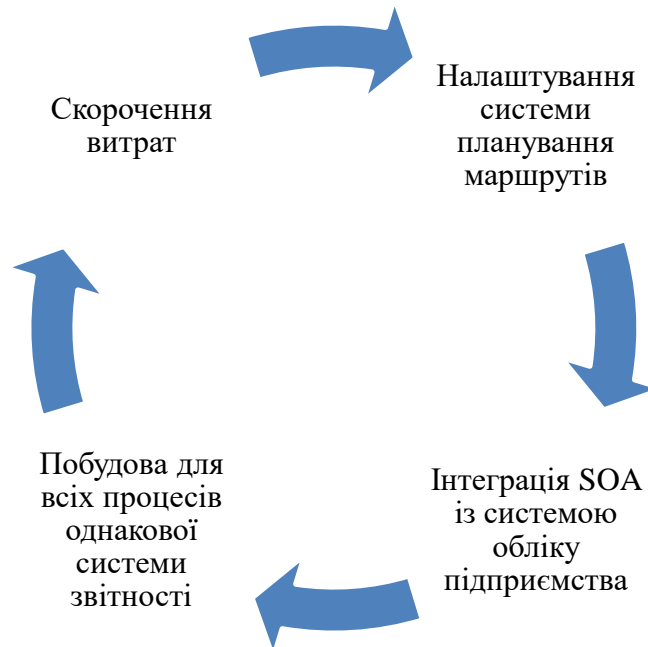 Скорочення
витрат
Налаштування
системи
планування
маршрутів
Інтеграція SOA
із системою
обліку
підприємства
Побудова для
всіх процесів
однакової
системи
звітності